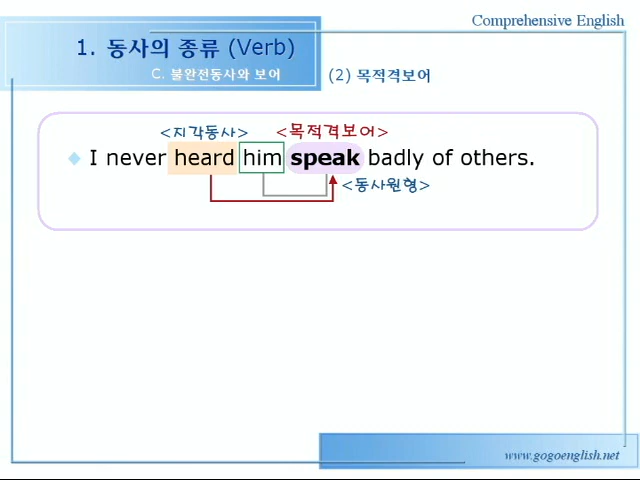 Comprehensive English
1. 동사의 종류 (Verb)
C. 불완전동사와 보어
(2) 목적격보어
<지각동사> <목적격보어>
I never heard him speak badly of others.
<동사원형>
www.gogoenglish.net